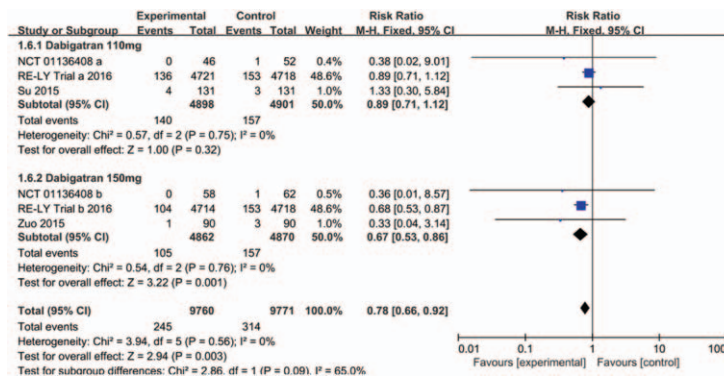 Experimental Control Risk Ratio Risk Ratio
Study or Subgroup Events Total Events Total Weight M-H, Fixed, 95% CI M-H, Fixed, 95% CI
1.6.1 Dabigatran 110mg
NCT 01136408 a 0 46 1 52 0.4% 0.38 [0.02, 9.01]
RE-LY Trial a 2016 136 4721 153 4718 48.6% 0.89 [0.71, 1.12]
Su 2015 4 131 3 131 1.0% 1.33 [0.30, 5.84]
Subtotal (95% CI) 4898 4901 50.0% 0.89 [0.71, 1.12]
Total events 140 157
Heterogeneity: Chi² = 0.57, df = 2 (P = 0.75); I² = 0%
Test for overall effect: Z = 1.00 (P = 0.32)
1.6.2 Dabigatran 150mg
NCT 01136408 b 0 58 1 62 0.5% 0.36 [0.01, 8.57]
RE-LY Trial b 2016 104 4714 153 4718 48.6% 0.68 [0.53, 0.87]
Zuo 2015 1 90 3 90 1.0% 0.33 [0.04, 3.14]
Subtotal (95% CI) 4862 4870 50.0% 0.67 [0.53, 0.86]
Total events 105 157
Heterogeneity: Chi² = 0.54, df = 2 (P = 0.76); I² = 0%
Test for overall effect: Z = 3.22 (P = 0.001)
Total (95% CI) 9760 9771 100.0% 0.78 [0.66, 0.92]
Total events 245 314
Heterogeneity: Chi² = 3.94, df = 5 (P = 0.56); I² = 0%
Test for overall effect: Z = 2.94 (P = 0.003)
Test for subgroup differences: Chi² = 2.86, df = 1 (P = 0.09), I² = 65.0%
0.01 0.1 1 10 100
Favours [experimental] Favours [control]